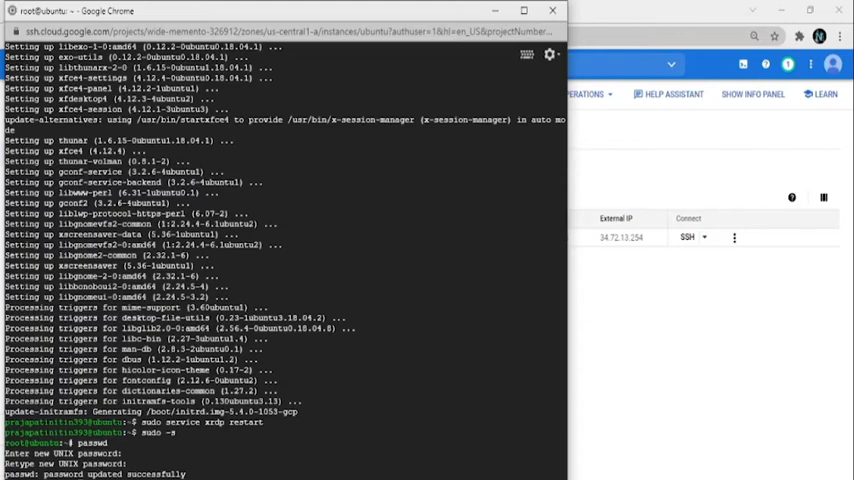 root@ubuntu: ~ - Google Chrome
ssh.cloud.google.com/projects/wide-memento-326912/zones/us-central1-a/instances/ubuntu?authuser=1&hl=en_US&projectNumber...
Setting up libexo-1-0:amd64 (0.12.2-0ubuntu0.18.04.1) ...
Setting up exo-utils (0.12.2-0ubuntu0.18.04.1) ...
Setting up libthunarx-2-0 (1.6.15-0ubuntu1.18.04.1) ...
Setting up xfce4-settings (4.12.4-0ubuntu0.18.04.1) ...
Setting up xfce4-panel (4.12.2-1ubuntu1) ...
Setting up xfdesktop4 (4.12.3-4ubuntu2) ...
Setting up xfce4-session (4.12.1-3ubuntu3) ...
update-alternatives: using /usr/bin/startxfce4 to provide /usr/bin/x-session-manager (x-session-manager) in auto mo
de
Setting up thunar (1.6.15-0ubuntu1.18.04.1) ...
Setting up xfce4 (4.12.4) ...
Setting up thunar-volman (0.8.1-2) ...
Setting up gconf-service (3.2.6-4ubuntu1) ...
Setting up gconf-service-backend (3.2.6-4ubuntu1) ...
Setting up libwww-perl (6.31-1ubuntu0.1) ...
Setting up gconf2 (3.2.6-4ubuntu1) ...
Setting up liblwp-protocol-https-perl (6.07-2) ...
Setting up libgnomevfs2-common (1:2.24.4-6.1ubuntu2) ...
Setting up xscreensaver-data (5.36-1ubuntu1) ...
Setting up libgnomevfs2-0:amd64 (1:2.24.4-6.1ubuntu2) ...
Setting up libgnome2-common (2.32.1-6) ...
Setting up xscreensaver (5.36-1ubuntu1) ...
Setting up libgnome-2-0:amd64 (2.32.1-6) ...
Setting up libbonoboui2-0:amd64 (2.24.5-4) ...
Setting up libgnomeui-0:amd64 (2.24.5-3.2) ...
Processing triggers for mime-support (3.60ubuntu1) ...
Processing triggers for desktop-file-utils (0.23-1ubuntu3.18.04.2) ...
Processing triggers for libglib2.0-0:amd64 (2.56.4-0ubuntu0.18.04.8) ...
Processing triggers for libc-bin (2.27-3ubuntu1.4) ...
Processing triggers for man-db (2.8.3-2ubuntu0.1) ...
Processing triggers for dbus (1.12.2-1ubuntu1.2) ...
Processing triggers for hicolor-icon-theme (0.17-2) ...
Processing triggers for fontconfig (2.12.6-0ubuntu2) ...
Processing triggers for dictionaries-common (1.27.2) ...
Processing triggers for initramfs-tools (0.130ubuntu3.13) ...
update-initramfs: Generating /boot/initrd.img-5.4.0-1053-gcp
prajapatinitin393@ubuntu:~$ sudo service xrdp restart
prajapatinitin393@ubuntu:~$ sudo -s
root@ubuntu:~# passwd
Enter new UNIX password:
Retype new UNIX password:
passwd: password updated successfully
1
PERATIONS
HELP ASSISTANT
SHOW INFO PANEL
LEARN
External IP
Connect
34.72.13.254
SSH